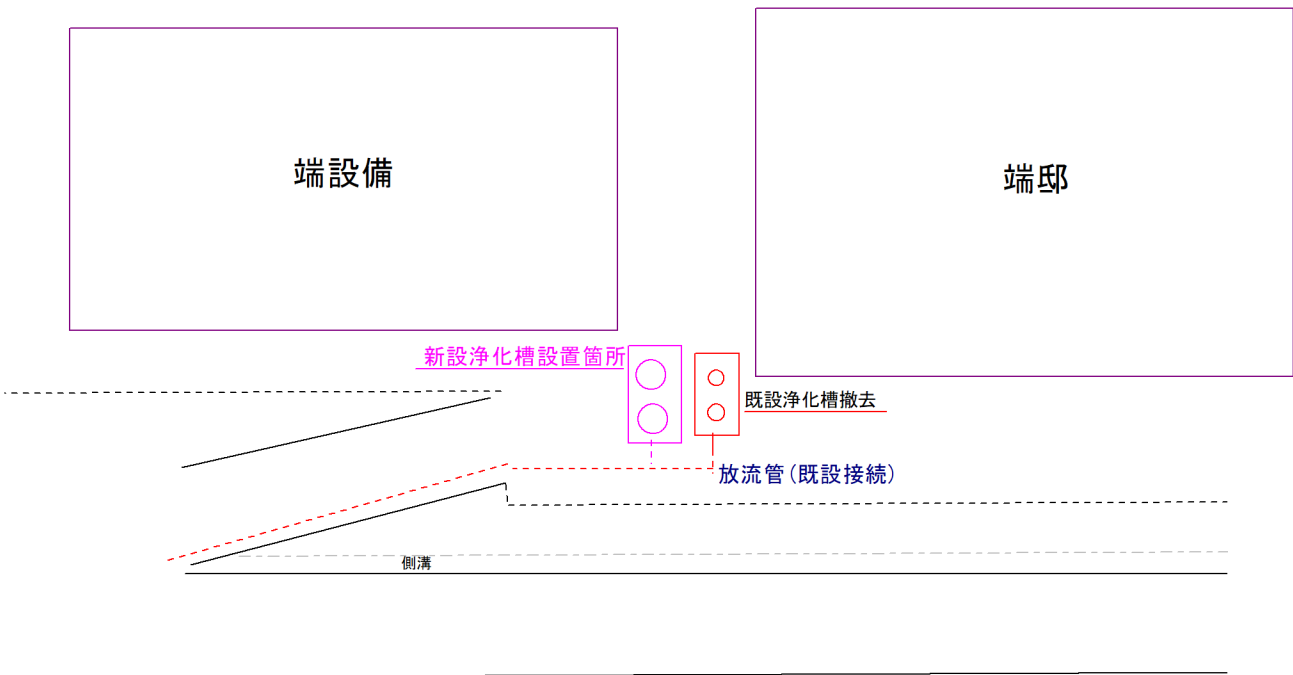 端設備
端邸
新設浄化槽設置箇所
既設浄化槽撤去
放流管(既設接続)
側溝